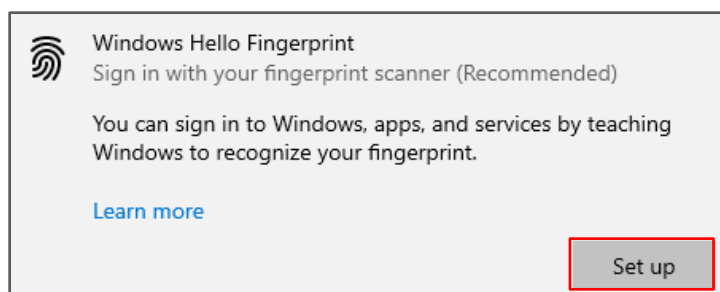 Windows Hello Fingerprint
Sign in with your fingerprint scanner (Recommended)
You can sign in to Windows, apps, and services by teaching
Windows to recognize your fingerprint.
Learn more
Set up